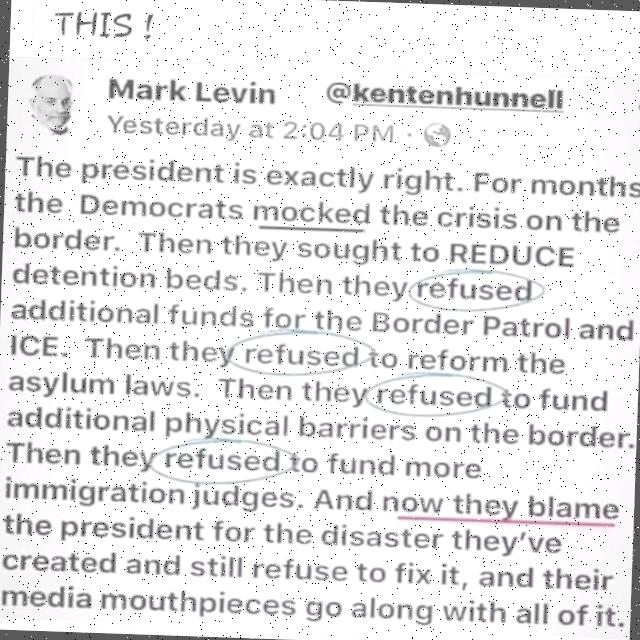 THIS !
Mark Levin @kentenhunnell
Yesterday at 2:04 PM ·
The president is exactly right. For months
the Democrats mocked the crisis on the
border. Then they sought to REDUCE
detention beds. Then they refused
additional funds for the Border Patrol and
ICE. Then they refused to reform the
asylum laws. Then they refused to fund
additional physical barriers on the border.
Then they refused to fund more
immigration judges. And now they blame
the president for the disaster they've
created and still refuse to fix it, and their
media mouthpieces go along with all of it.